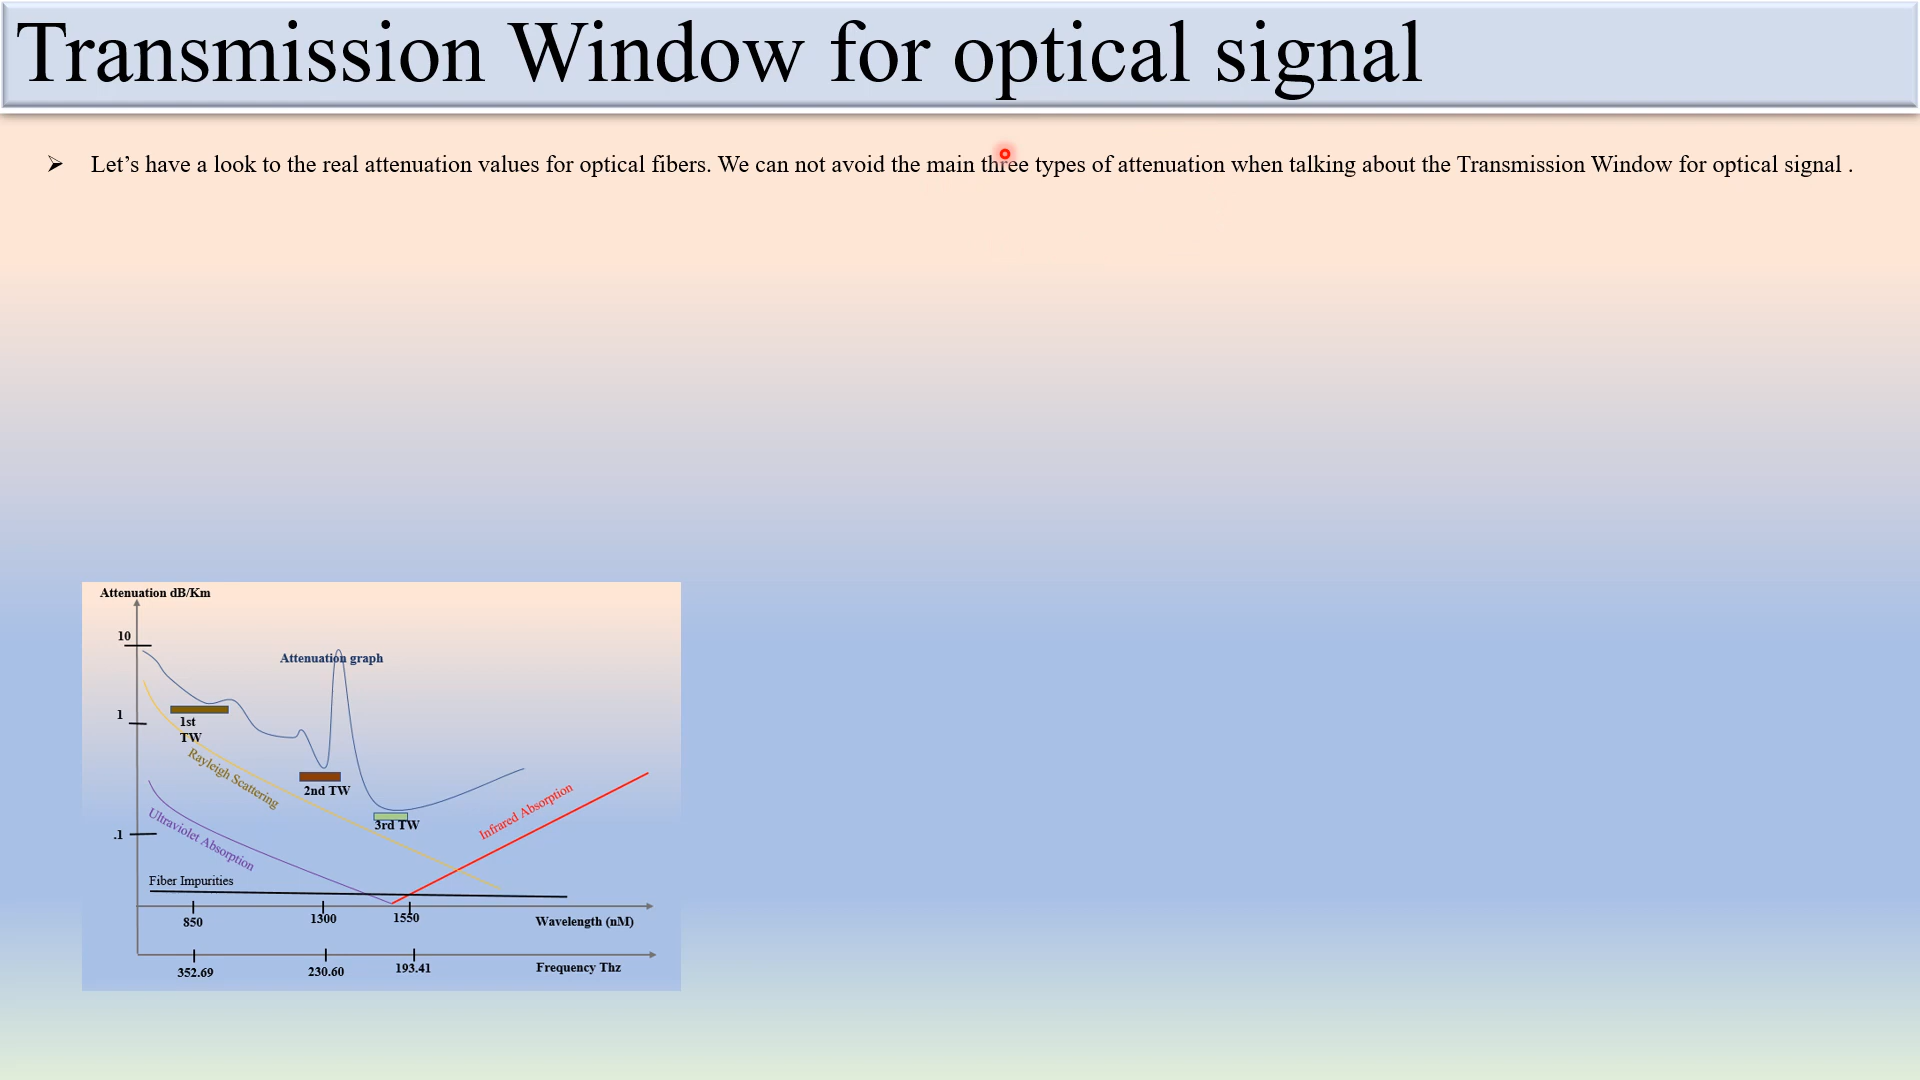 Transmission Window for optical signal
➢ Let’s have a look to the real attenuation values for optical fibers. We can not avoid the main three types of attenuation when talking about the Transmission Window for optical signal .
Attenuation dB/Km
10
Attenuation graph
1
1st
TW
Rayleigh Scattering
2nd TW
3rd TW
Infrared Absorption
.1
Ultraviolet Absorption
Fiber Impurities
850
1300
1550
Wavelength (nM)
352.69
230.60
193.41
Frequency Thz